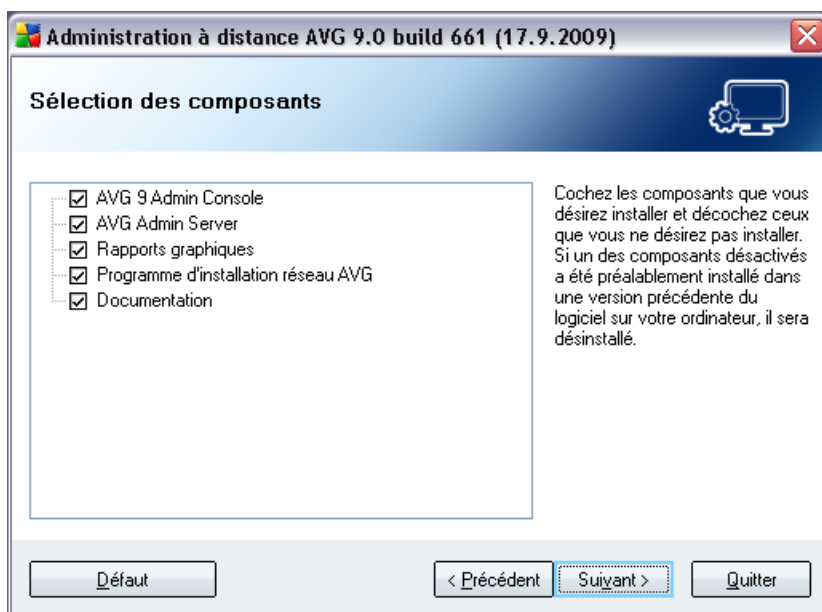 Administration à distance AVG 9.0 build 661 (17.9.2009)
Sélection des composants
AVG 9 Admin Console
AVG Admin Server
Rapports graphiques
Programme d'installation réseau AVG
Documentation
Cochez les composants que vous
désirez installer et décochez ceux
que vous ne désirez pas installer.
Si un des composants désactivés
a été préalablement installé dans
une version précédente du
logiciel sur votre ordinateur, il sera
désinstallé.
Défaut
< Précédent
Suivant >
Quitter